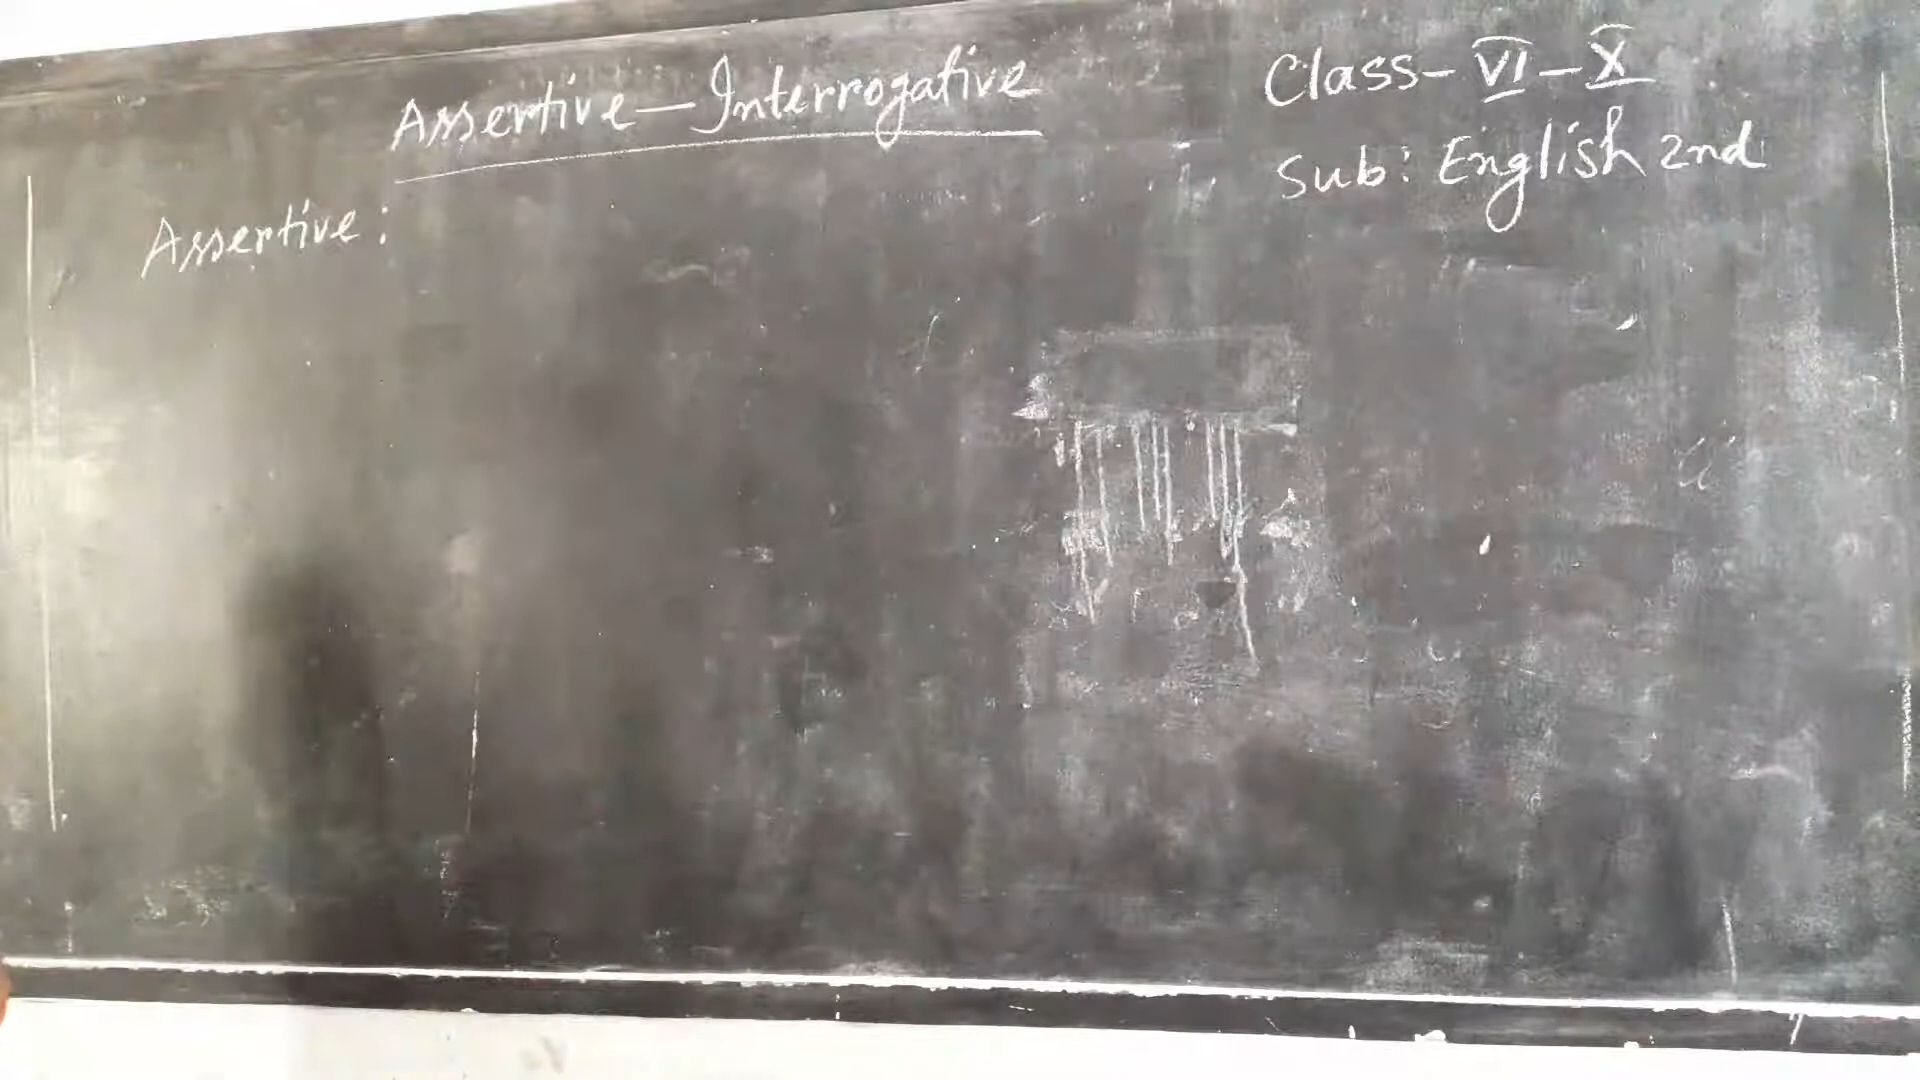 Assertive – Interrogative
Class – VI – X
Sub: English 2nd
Assertive: